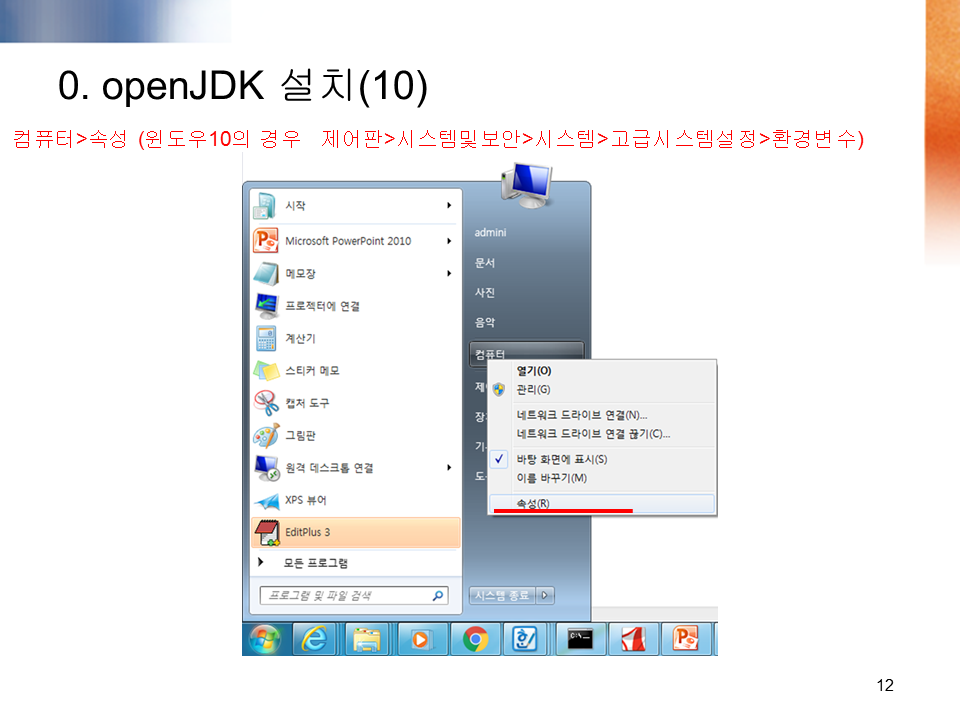 0. openJDK 설치(10)
컴퓨터>속성 (윈도우10의 경우 제어판>시스템및보안>시스템>고급시스템설정>환경변수)
시작
Microsoft PowerPoint 2010
메모장
프로젝터에 연결
계산기
스티커 메모
캡처 도구
그림판
원격 데스크톱 연결
XPS 뷰어
EditPlus 3
모든 프로그램
프로그램 및 파일 검색
admini
문서
사진
음악
컴퓨터
열기(O)
관리(G)
네트워크 드라이브 연결(N)...
네트워크 드라이브 연결 끊기(C)...
바탕 화면에 표시(S)
이름 바꾸기(M)
속성(R)
시스템 종료
12